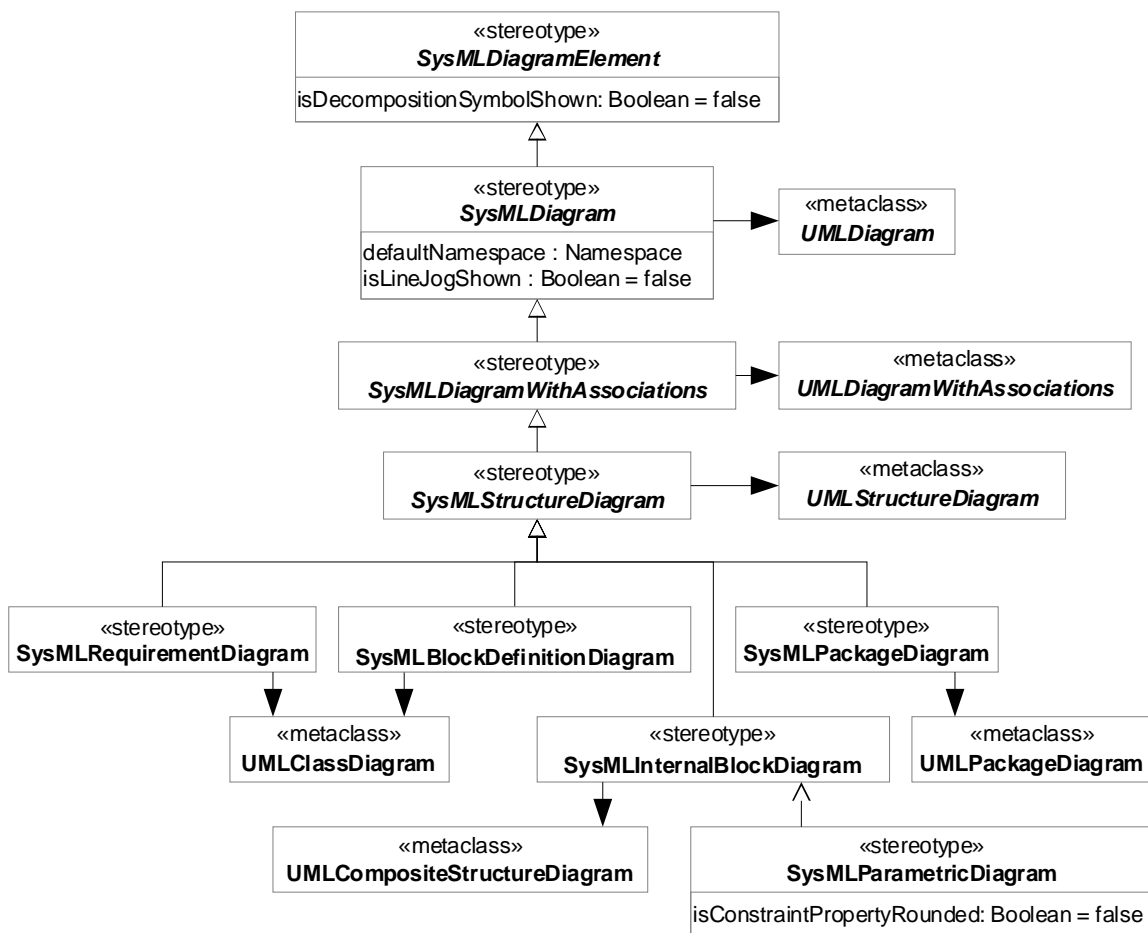 «stereotype»
SysMLDiagramElement
isDecompositionSymbolShown: Boolean = false
«stereotype»
SysMLDiagram
defaultNamespace : Namespace
isLineJogShown : Boolean = false
«metaclass»
UMLDiagram
«stereotype»
SysMLDiagramWithAssociations
«metaclass»
UMLDiagramWithAssociations
«stereotype»
SysMLStructureDiagram
«metaclass»
UMLStructureDiagram
«stereotype»
SysMLRequirementDiagram
«stereotype»
SysMLBlockDefinitionDiagram
«stereotype»
SysMLPackageDiagram
«metaclass»
UMLClassDiagram
«stereotype»
SysMLInternalBlockDiagram
«metaclass»
UMLPackageDiagram
«metaclass»
UMLCompositeStructureDiagram
«stereotype»
SysMLParametricDiagram
isConstraintPropertyRounded: Boolean = false